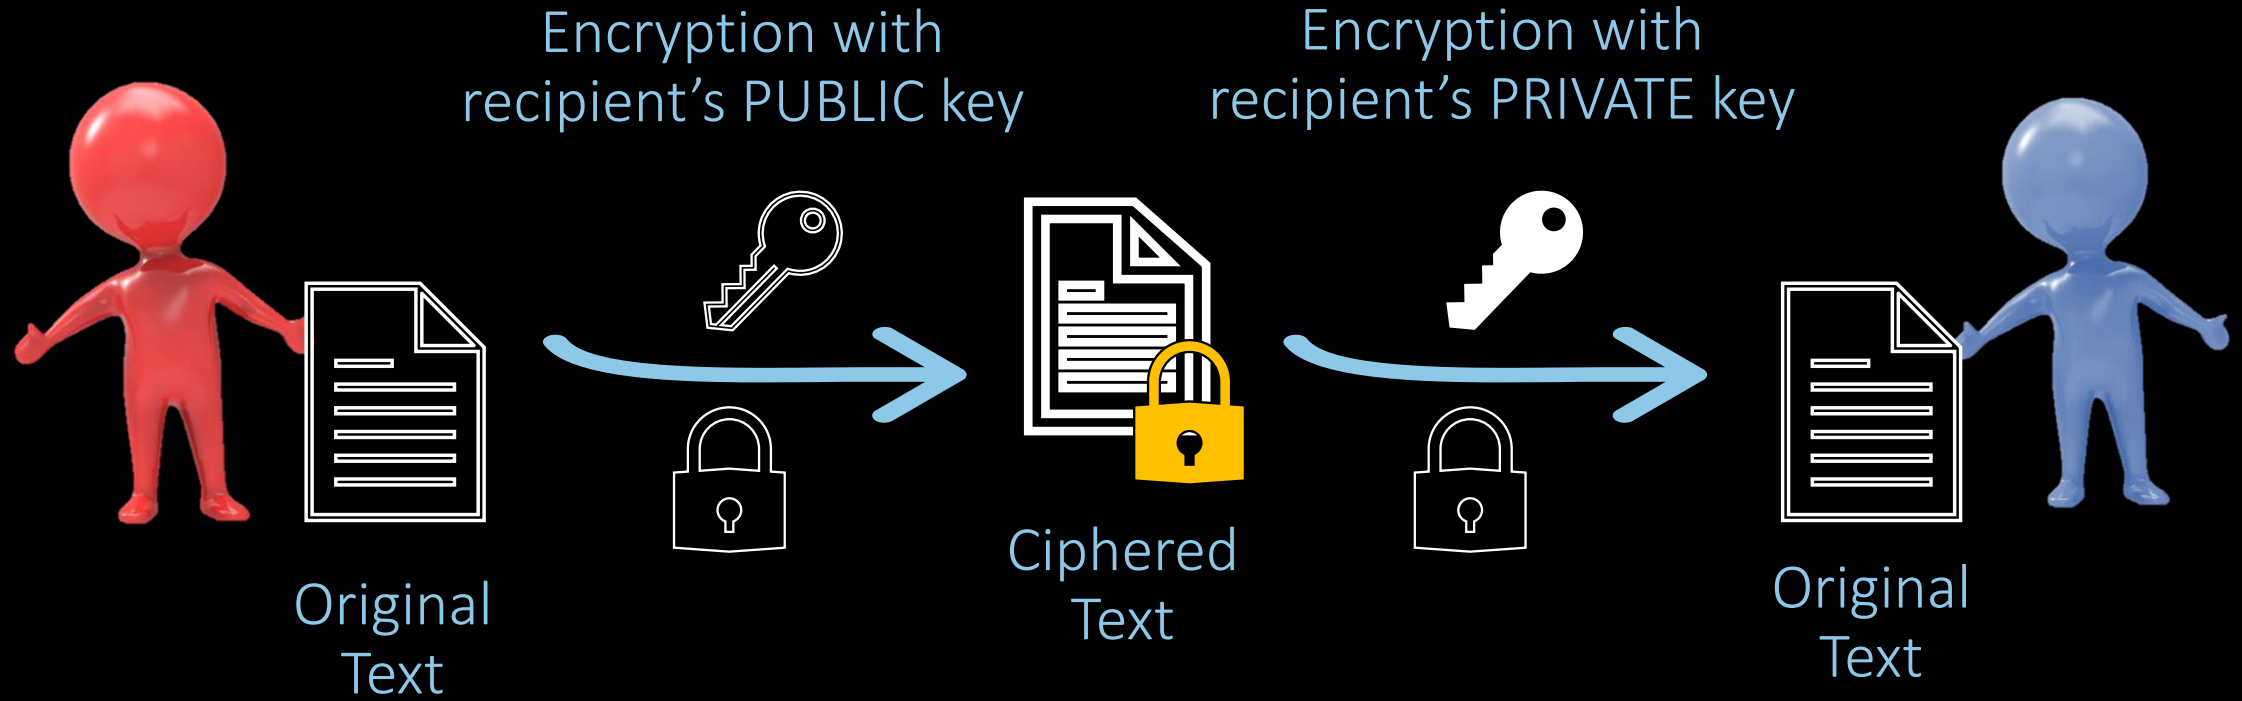 Encryption with
recipient’s PUBLIC key
Encryption with
recipient’s PRIVATE key
Original
Text
Ciphered
Text
Original
Text